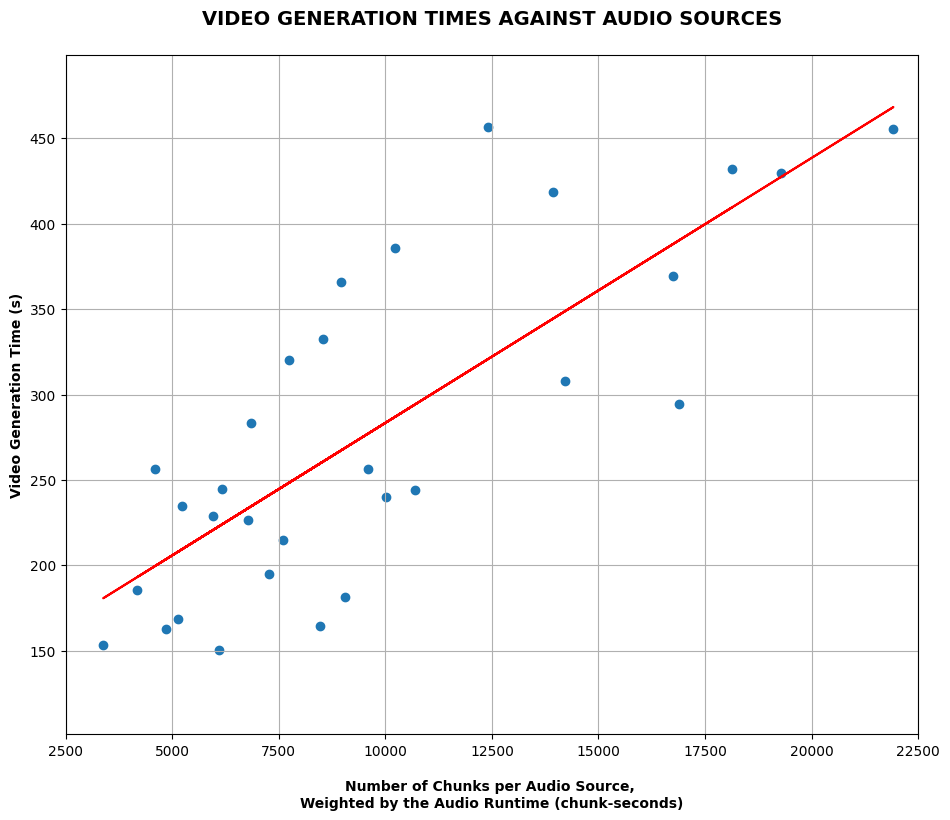 VIDEO GENERATION TIMES AGAINST AUDIO SOURCES
Video Generation Time (s)
450
400
350
300
250
200
150
2500 5000 7500 10000 12500 15000 17500 20000 22500
Number of Chunks per Audio Source,
Weighted by the Audio Runtime (chunk-seconds)